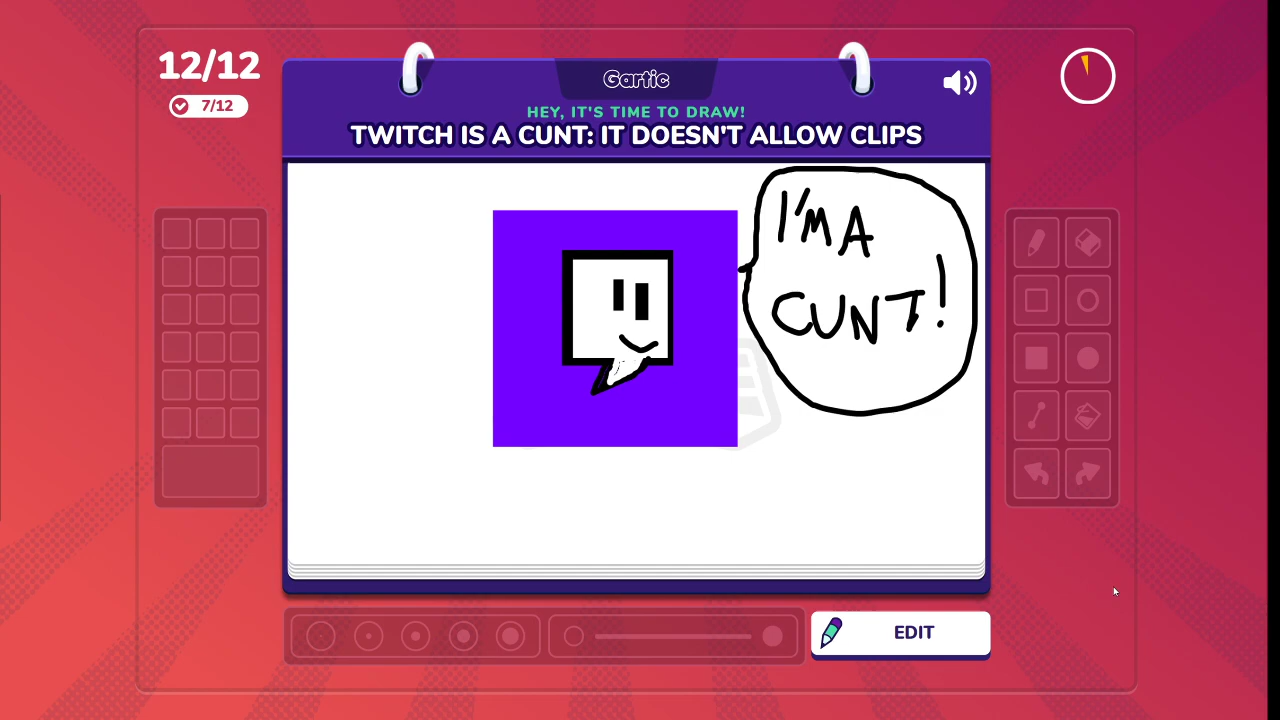 12/12
7/12
Gartic
HEY, IT'S TIME TO DRAW!
TWITCH IS A CUNT: IT DOESN'T ALLOW CLIPS
I'M A
CUNT!
EDIT